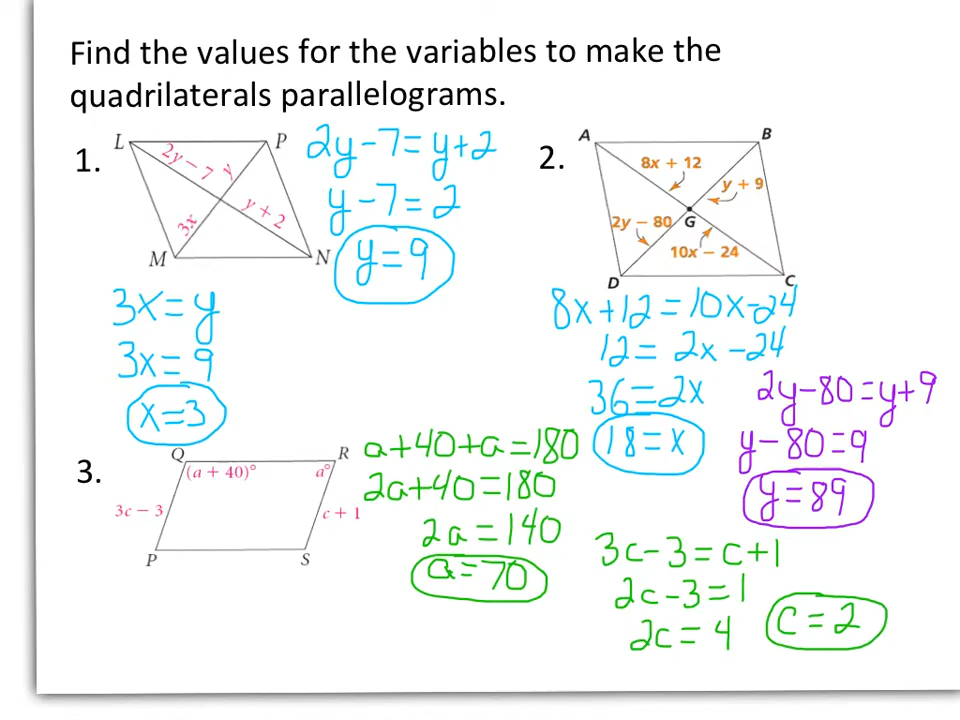 Find the values for the variables to make the
quadrilaterals parallelograms.
1.
L
P
2y − 7
y
3x
y + 2
M
N
2y-7=y+2
y-7=2
y=9
3x=y
3x=9
x=3
2.
A
B
8x + 12
y + 9
2y − 80
G
10x − 24
D
C
8x+12=10x-24
12=2x-24
36=2x
18=x
2y-80=y+9
y-80=9
y=89
3.
Q
R
(a + 40)°
a°
3c − 3
c + 1
P
S
a+40+a=180
2a+40=180
2a=140
a=70
3c-3=c+1
2c-3=1
2c=4
c=2